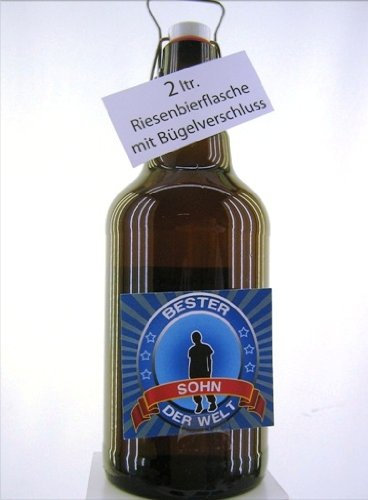 2 ltr.
Riesenbierflasche
mit Bügelverschluss
BESTER
SOHN
DER WELT